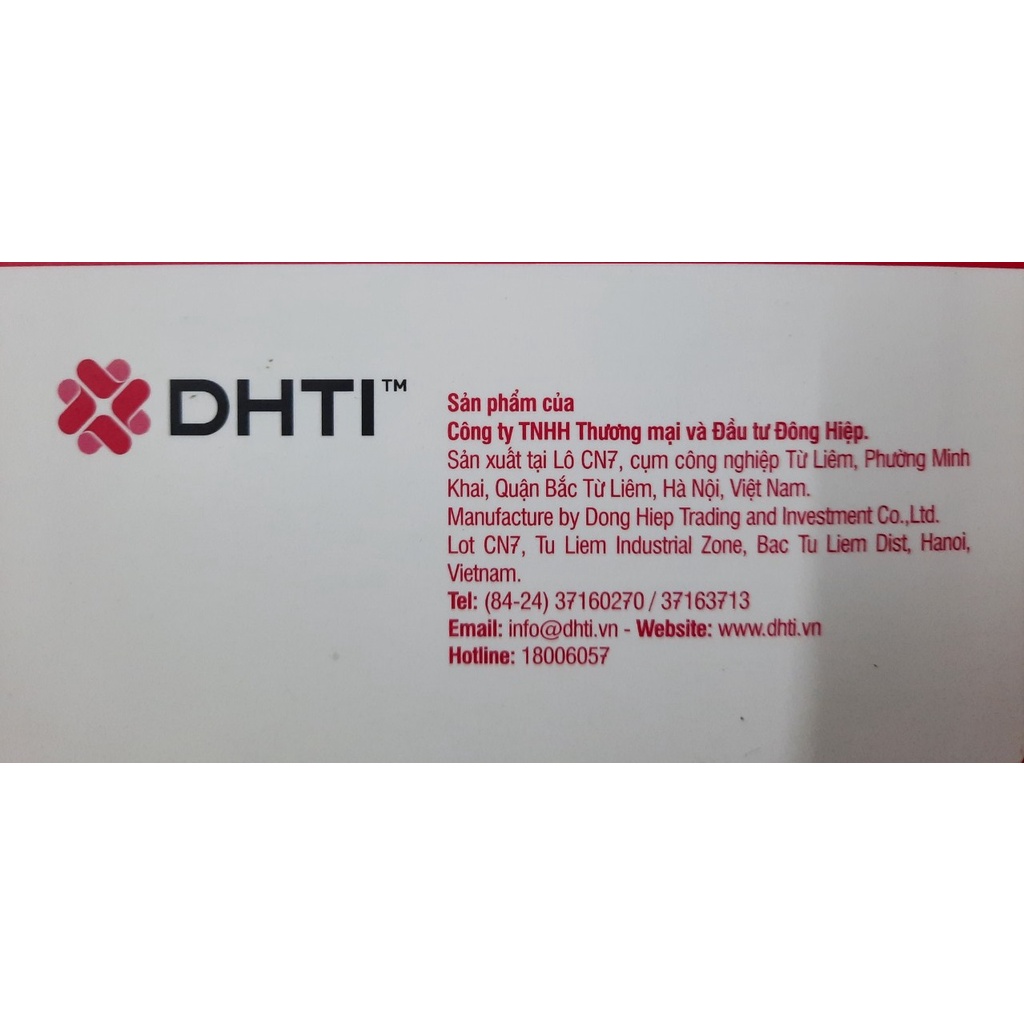 DHTI™
Sản phẩm của
Công ty TNHH Thương mại và Đầu tư Đông Hiệp.
Sản xuất tại Lô CN7, cụm công nghiệp Từ Liêm, Phường Minh
Khai, Quận Bắc Từ Liêm, Hà Nội, Việt Nam.
Manufacture by Dong Hiep Trading and Investment Co.,Ltd.
Lot CN7, Tu Liem Industrial Zone, Bac Tu Liem Dist, Hanoi,
Vietnam.
Tel: (84-24) 37160270 / 37163713
Email: info@dhti.vn - Website: www.dhti.vn
Hotline: 18006057